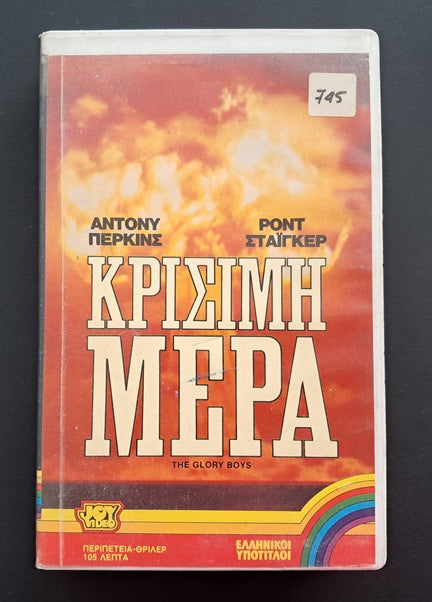 745
ΑΝΤΟΝΥ
ΠΕΡΚΙΝΣ
ΡΟΝΤ
ΣΤΑΪΓΚΕΡ
ΚΡΙΣΙΜΗ
ΜΕΡΑ
THE GLORY BOYS
JOY
VIDEO
ΠΕΡΙΠΕΤΕΙΑ-ΘΡΙΛΕΡ
105 ΛΕΠΤΑ
ΕΛΛΗΝΙΚΟΙ
ΥΠΟΤΙΤΛΟΙ